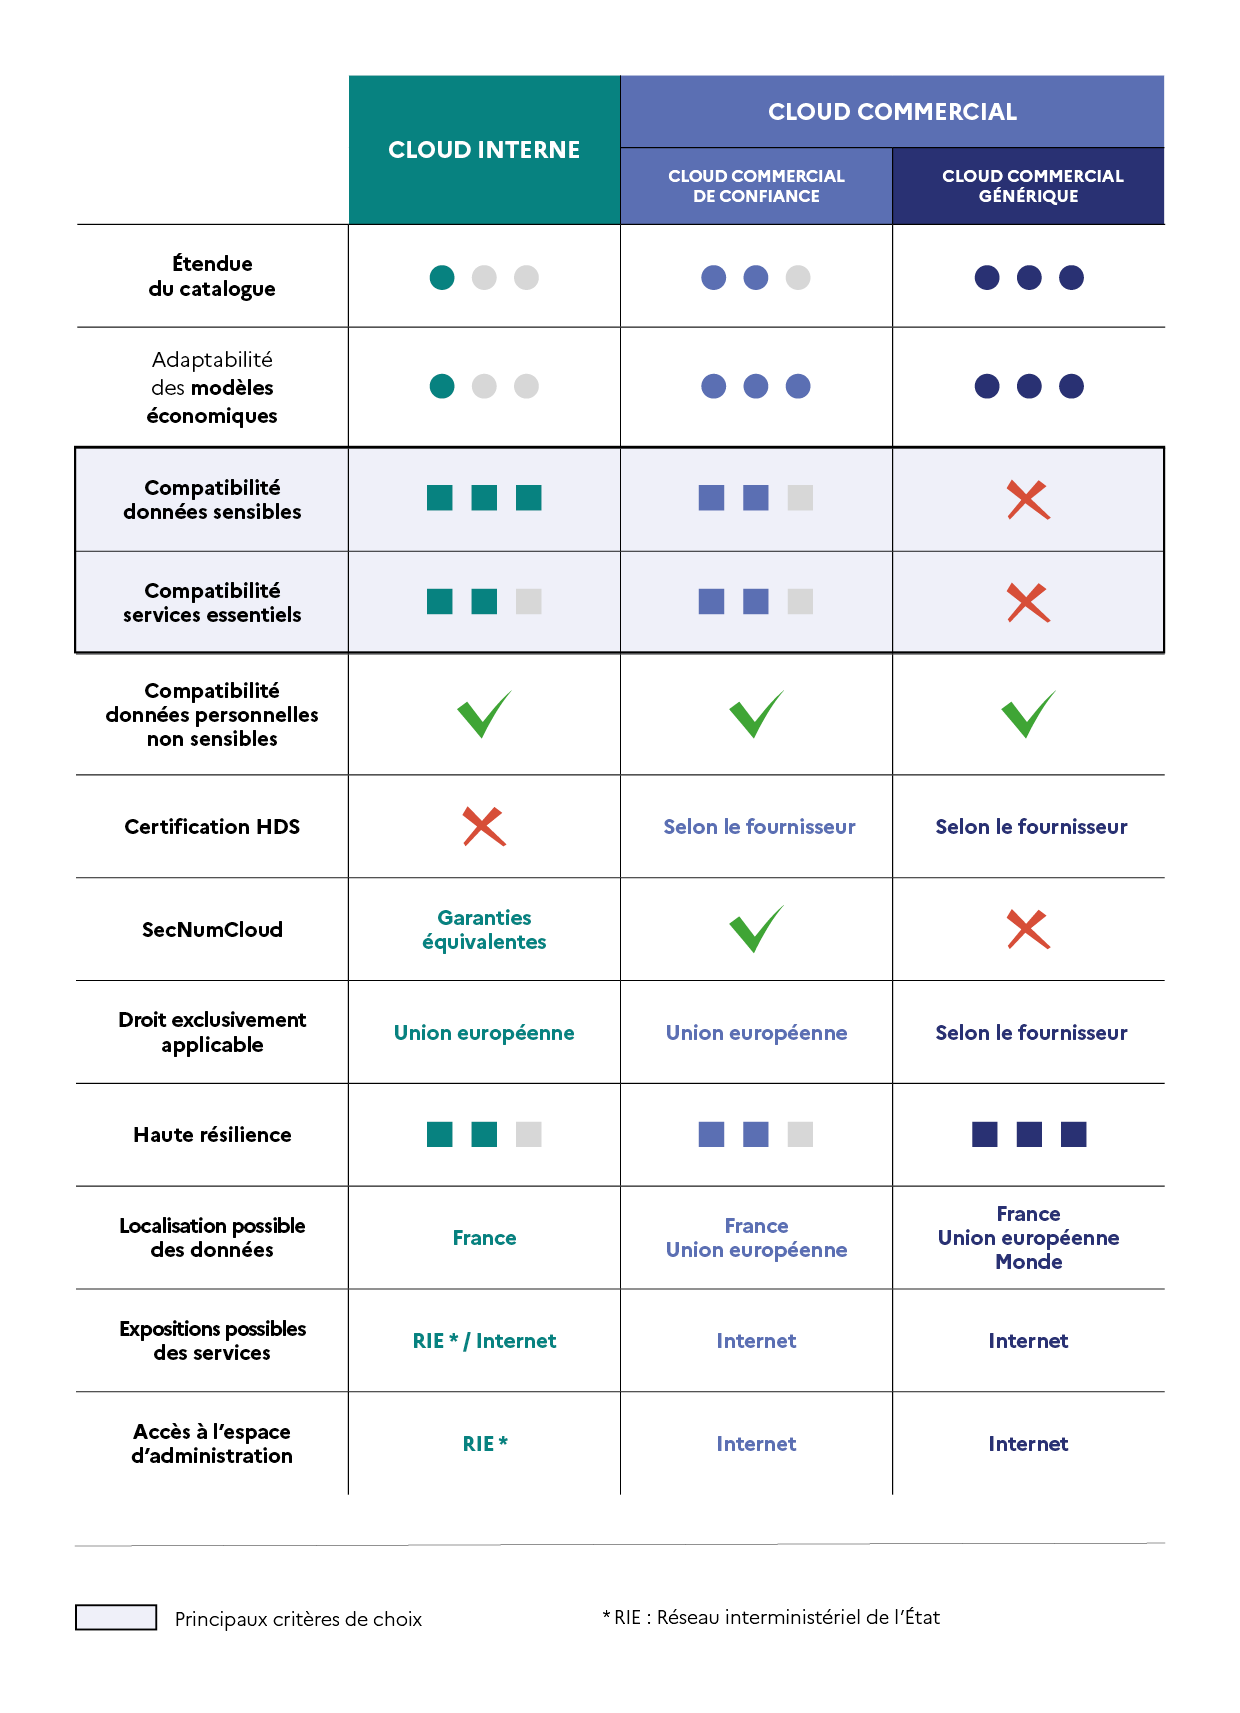 CLOUD INTERNE
CLOUD COMMERCIAL
CLOUD COMMERCIAL
DE CONFIANCE
CLOUD COMMERCIAL
GÉNÉRIQUE
Étendue
du catalogue
Adaptabilité
des modèles
économiques
Compatibilité
données sensibles
Compatibilité
services essentiels
Compatibilité
données personnelles
non sensibles
Certification HDS
Selon le fournisseur
Selon le fournisseur
SecNumCloud
Garanties
équivalentes
Droit exclusivement
applicable
Union européenne
Union européenne
Selon le fournisseur
Haute résilience
Localisation possible
des données
France
France
Union européenne
France
Union européenne
Monde
Expositions possibles
des services
RIE * / Internet
Internet
Internet
Accès à l’espace
d’administration
RIE *
Internet
Internet
Principaux critères de choix
* RIE : Réseau interministériel de l’État